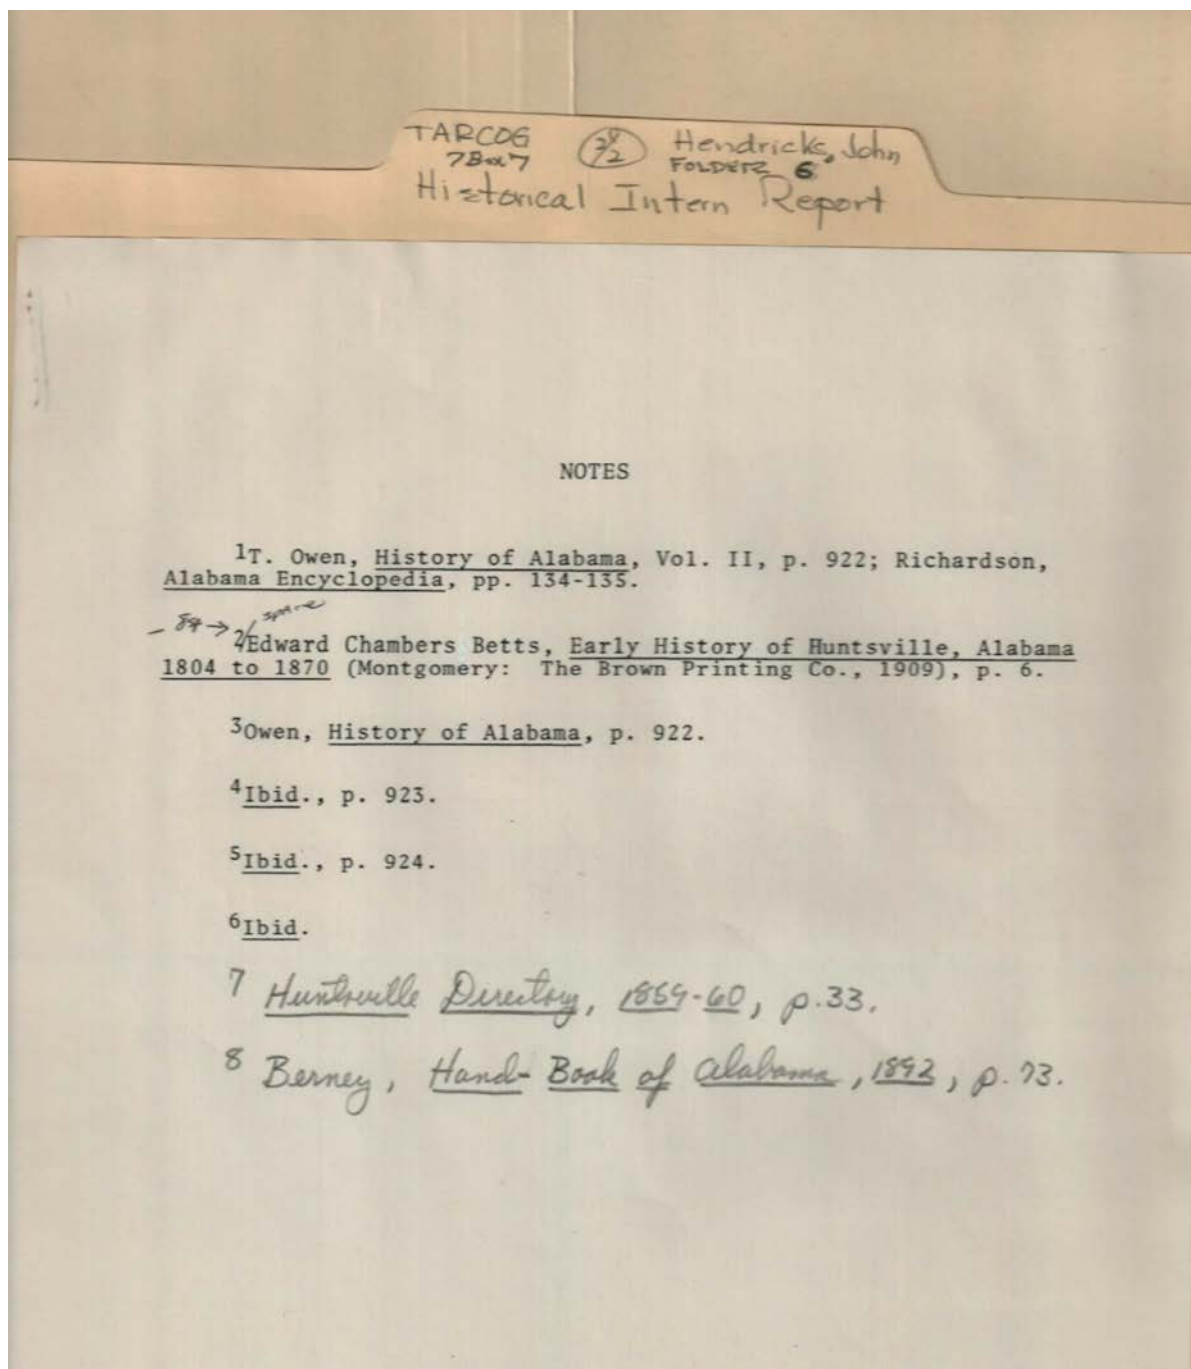 TARCOG Hendricks, John
7Box7 FOLDER 6
Historical Intern Report
NOTES
1T. Owen, History of Alabama, Vol. II, p. 922; Richardson,
Alabama Encyclopedia, pp. 134-135.
space
2/Edward Chambers Betts, Early History of Huntsville, Alabama
1804 to 1870 (Montgomery: The Brown Printing Co., 1909), p. 6.
3Owen, History of Alabama, p. 922.
4Ibid., p. 923.
5Ibid., p. 924.
6Ibid.
7 Huntsville Directory, 1859-60, p.33.
8 Berney, Hand-Book of Alabama, 1892, p.